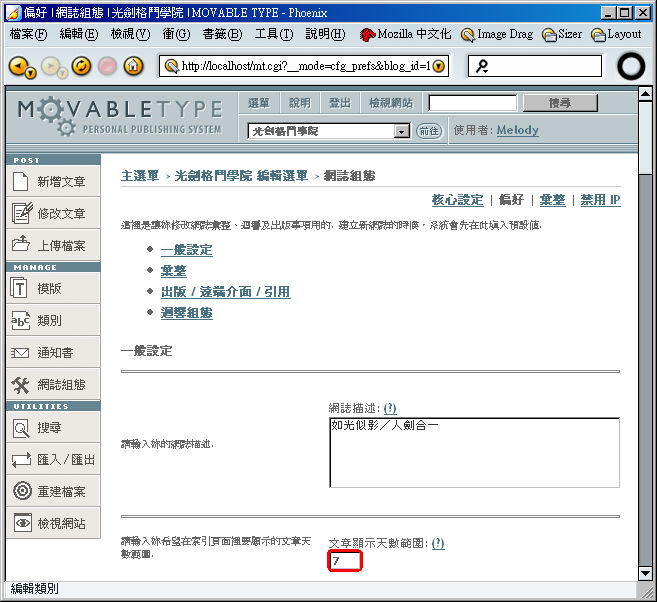 偏好 | 網誌組態 | 光劍格鬥學院 | MOVABLE TYPE - Phoenix
檔案(F) 編輯(E) 檢視(V) 衝(G) 書籤(B) 工具(T) 說明(H) Mozilla 中文化 Image Drag Sizer Layout
http://localhost/mt.cgi?__mode=cfg_prefs&blog_id=1
MOVABLE TYPE
PERSONAL PUBLISHING SYSTEM
選單 說明 登出 檢視網站 搜尋
光劍格鬥學院 前往 使用者: Melody
POST
新增文章
修改文章
上傳檔案
MANAGE
模版
類別
通知書
網誌組態
UTILITIES
搜尋
匯入 / 匯出
重建檔案
檢視網站
主選單 > 光劍格鬥學院 編輯選單 > 網誌組態
核心設定 | 偏好 | 彙整 | 禁用 IP
這裡是讓妳修改網誌彙整、迴響及出版事項用的. 建立新網誌的時候，系統會先在此填入預設值.
一般設定
彙整
出版 / 遠端介面 / 引用
迴響組態
一般設定
網誌描述: (?)
請輸入妳的網誌描述.
如光似影／人劍合一
請輸入妳希望在索引頁面裡要顯示的文章天
數範圍.
文章顯示天數範圍: (?)
7
編輯類別